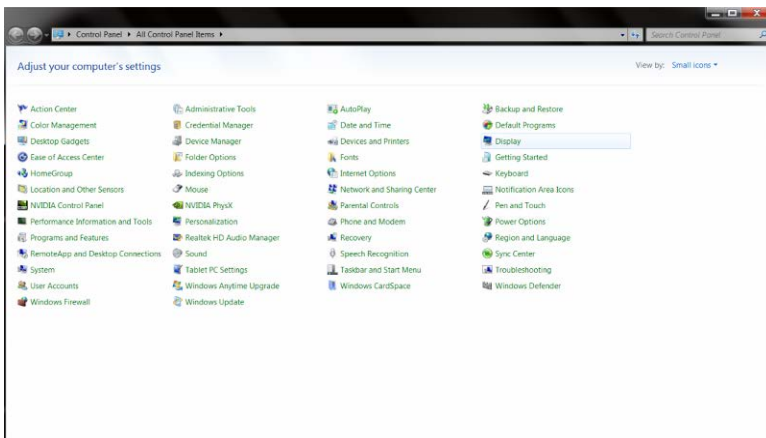 Control Panel ▸ All Control Panel Items ▸
Search Control Panel
Adjust your computer's settings
View by: Small icons
Action Center
Administrative Tools
AutoPlay
Backup and Restore
Color Management
Credential Manager
Date and Time
Default Programs
Desktop Gadgets
Device Manager
Devices and Printers
Display
Ease of Access Center
Folder Options
Fonts
Getting Started
HomeGroup
Indexing Options
Internet Options
Keyboard
Location and Other Sensors
Mouse
Network and Sharing Center
Notification Area Icons
NVIDIA Control Panel
NVIDIA PhysX
Parental Controls
Pen and Touch
Performance Information and Tools
Personalization
Phone and Modem
Power Options
Programs and Features
Realtek HD Audio Manager
Recovery
Region and Language
RemoteApp and Desktop Connections
Sound
Speech Recognition
Sync Center
System
Tablet PC Settings
Taskbar and Start Menu
Troubleshooting
User Accounts
Windows Anytime Upgrade
Windows CardSpace
Windows Defender
Windows Firewall
Windows Update